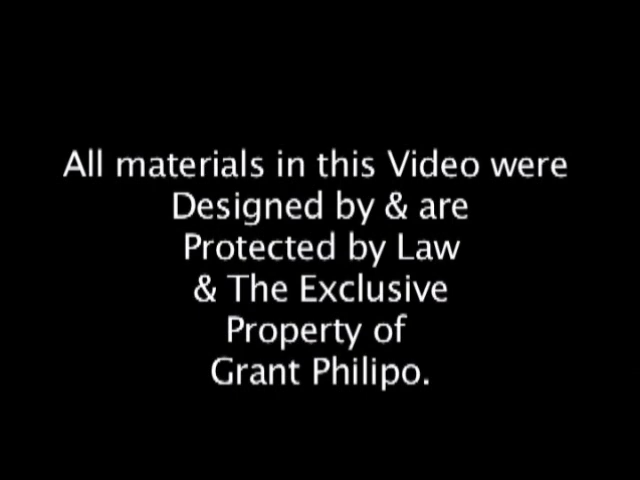 All materials in this Video were
Designed by & are
Protected by Law
& The Exclusive
Property of
Grant Philipo.